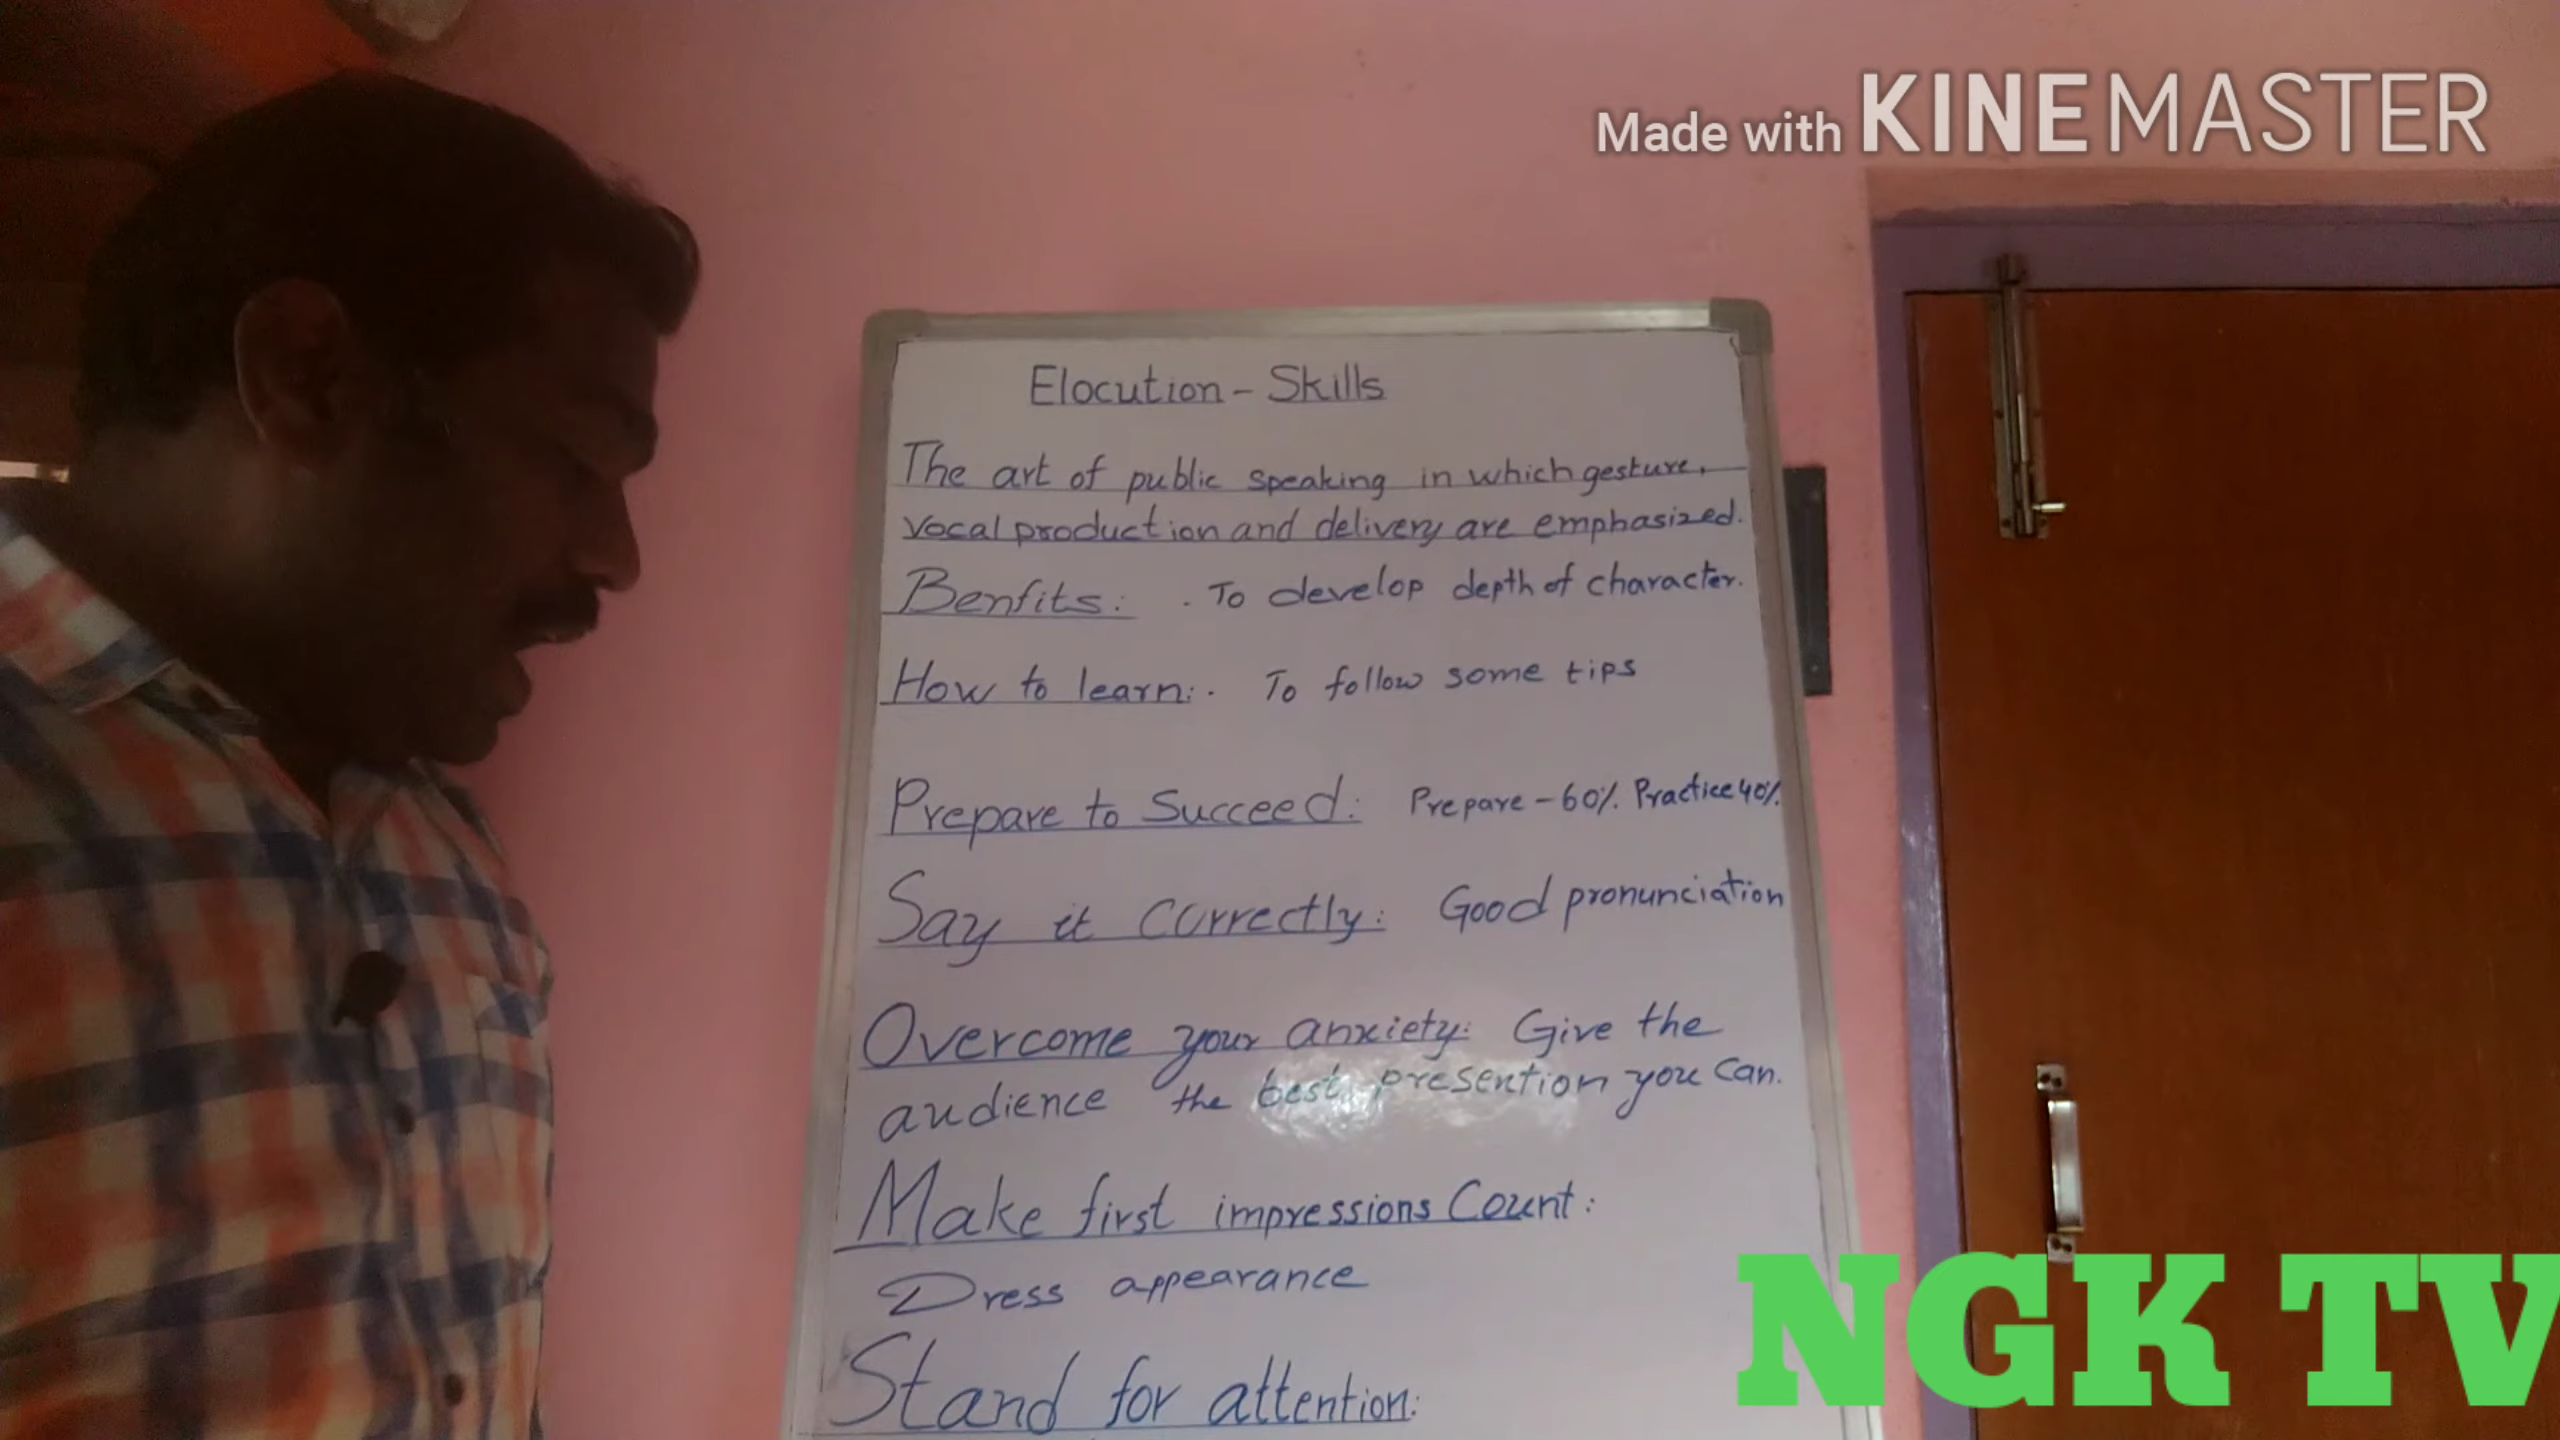 Made with KINEMASTER
Elocution - Skills
The art of public speaking in which gesture,
vocal production and delivery are emphasized.
Benfits: . To develop depth of character.
How to learn: . To follow some tips
Prepare to Succeed: Prepare - 60% Practice 40%
Say it Correctly: Good pronunciation
Overcome your anxiety: Give the
audience the best presention you can.
Make first impressions Count:
Dress appearance
Stand for attention:
NGK TV